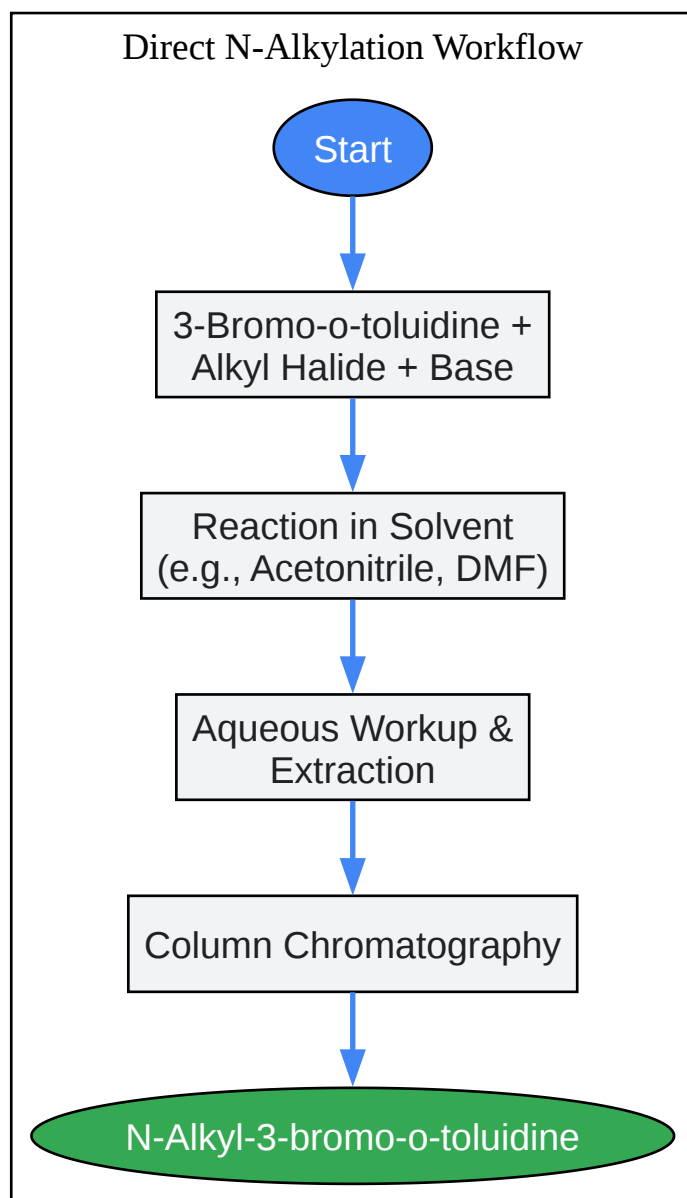 Direct N-Alkylation Workflow
Start
3-Bromo-o-toluidine +
Alkyl Halide + Base
Reaction in Solvent
(e.g., Acetonitrile, DMF)
Aqueous Workup &
Extraction
Column Chromatography
N-Alkyl-3-bromo-o-toluidine